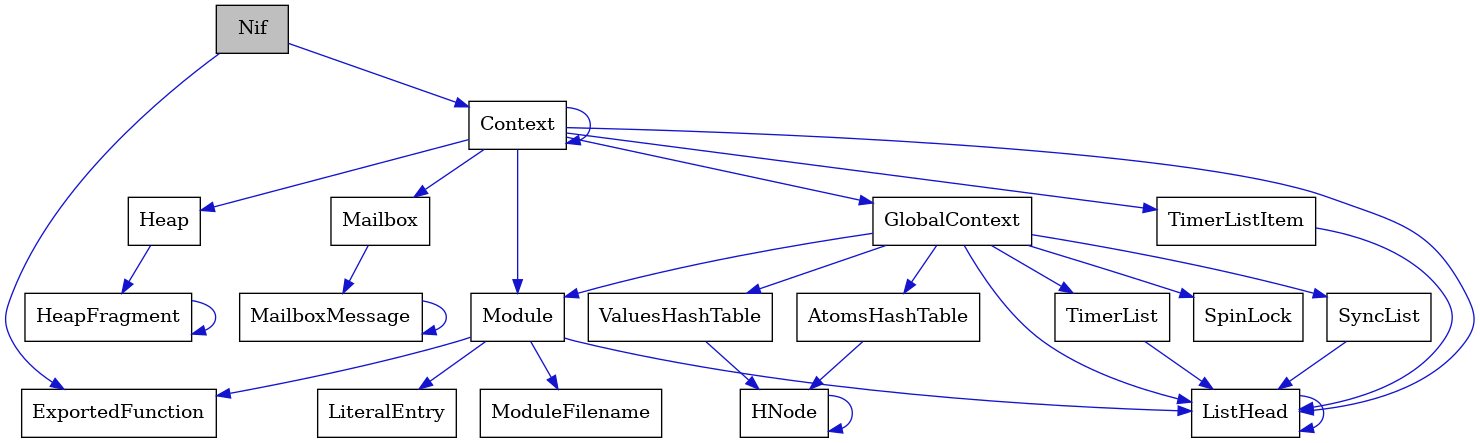 Nif
Context
Heap
Mailbox
GlobalContext
TimerListItem
HeapFragment
MailboxMessage
Module
ValuesHashTable
AtomsHashTable
TimerList
SpinLock
SyncList
ExportedFunction
LiteralEntry
ModuleFilename
HNode
ListHead